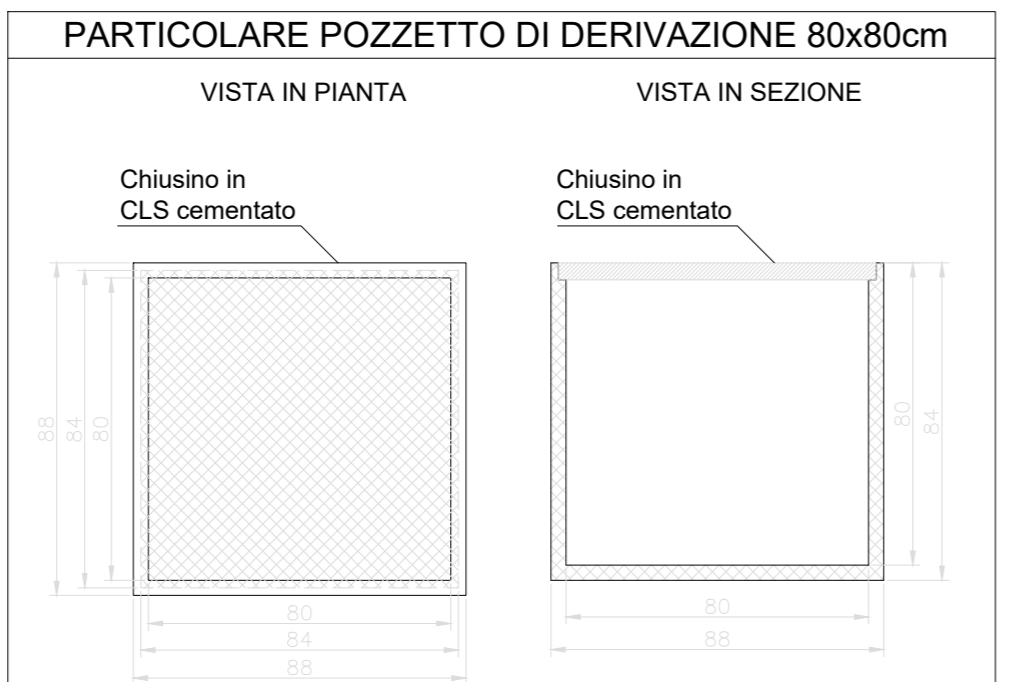 PARTICOLARE POZZETTO DI DERIVAZIONE 80x80cm
VISTA IN PIANTA
VISTA IN SEZIONE
Chiusino in
CLS cementato
Chiusino in
CLS cementato
88
84
80
80
84
88
80
84
80
88